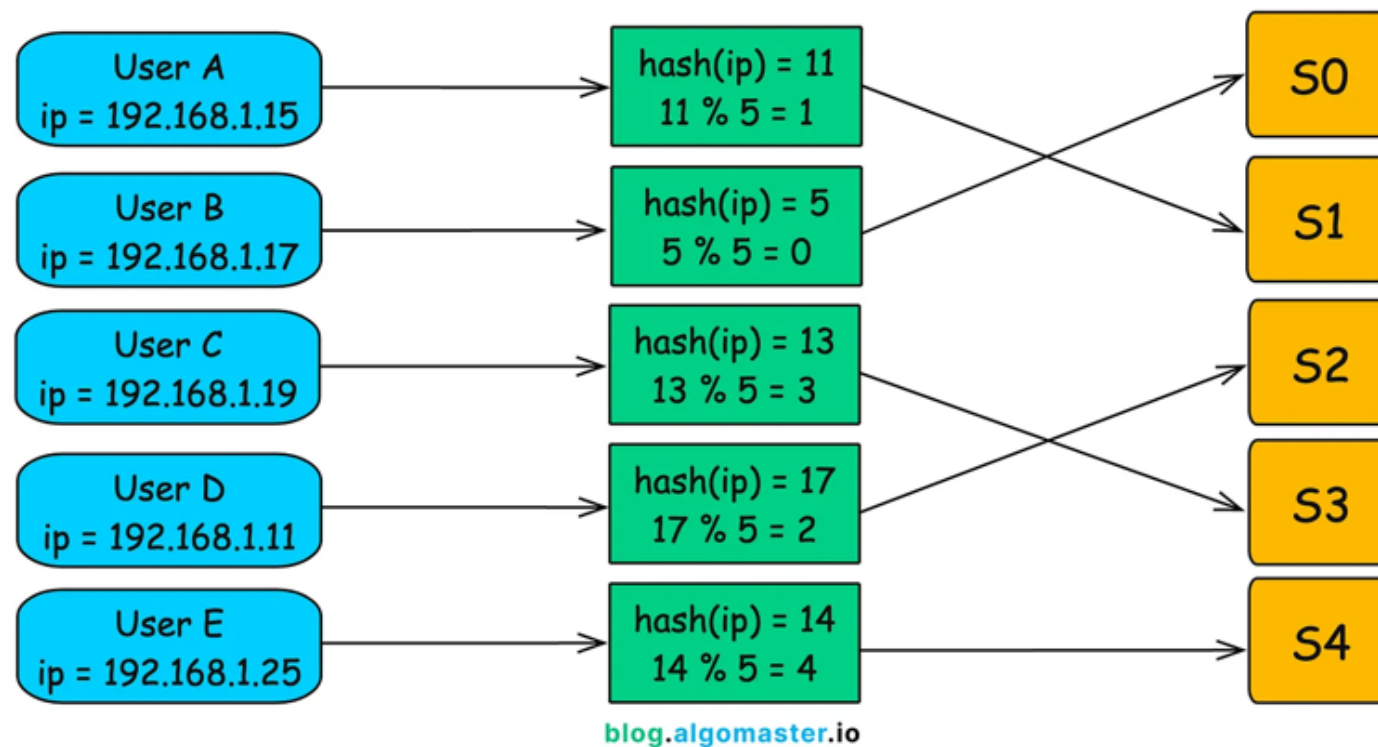 User A
ip = 192.168.1.15
hash(ip) = 11
11 % 5 = 1
S0
User B
ip = 192.168.1.17
hash(ip) = 5
5 % 5 = 0
S1
User C
ip = 192.168.1.19
hash(ip) = 13
13 % 5 = 3
S2
User D
ip = 192.168.1.11
hash(ip) = 17
17 % 5 = 2
S3
User E
ip = 192.168.1.25
hash(ip) = 14
14 % 5 = 4
S4
blog.algomaster.io